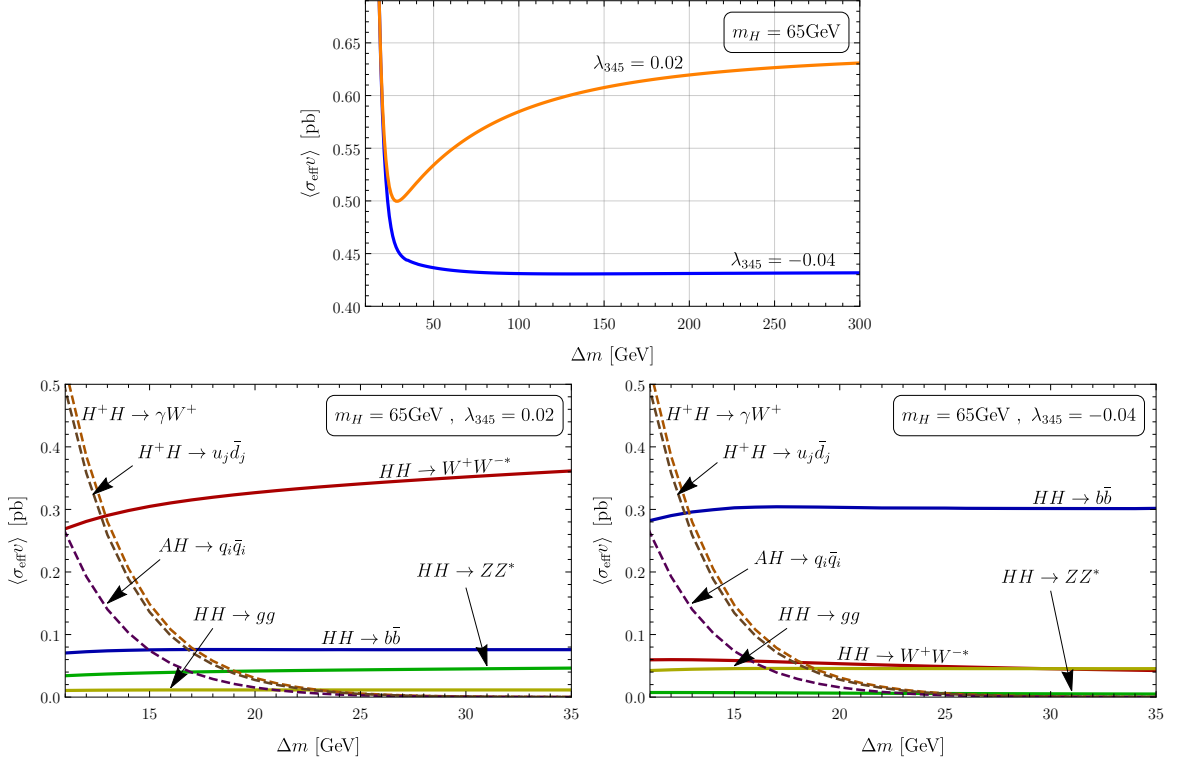 m_H = 65GeV
λ_345 = 0.02
λ_345 = −0.04
⟨σ_eff v⟩ [pb]
0.65
0.60
0.55
0.50
0.45
0.40
50 100 150 200 250 300
Δm [GeV]
m_H = 65GeV , λ_345 = 0.02
H⁺H → γW⁺
H⁺H → u_j d̄_j
HH → W⁺W⁻*
AH → q_i q̄_i
HH → ZZ*
HH → gg
HH → bb̄
⟨σ_eff v⟩ [pb]
0.5
0.4
0.3
0.2
0.1
0.0
15 20 25 30 35
Δm [GeV]
m_H = 65GeV , λ_345 = −0.04
H⁺H → γW⁺
H⁺H → u_j d̄_j
HH → bb̄
AH → q_i q̄_i
HH → ZZ*
HH → gg
HH → W⁺W⁻*
⟨σ_eff v⟩ [pb]
0.5
0.4
0.3
0.2
0.1
0.0
15 20 25 30 35
Δm [GeV]